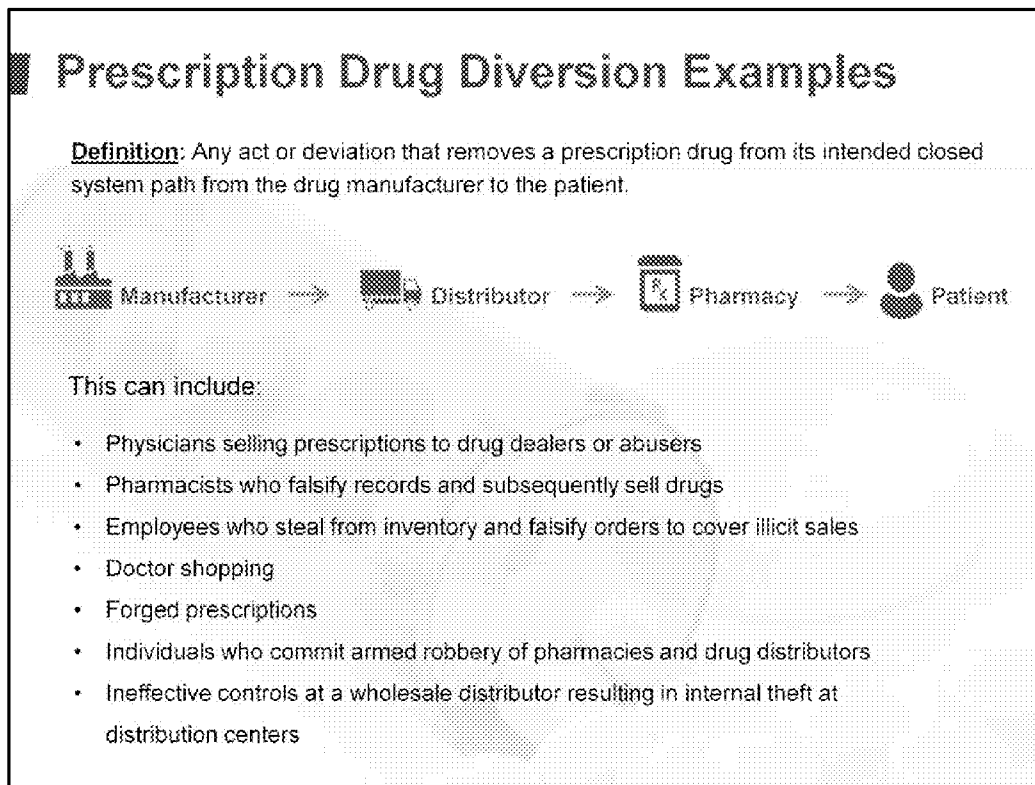 Prescription Drug Diversion Examples
Definition: Any act or deviation that removes a prescription drug from its intended closed
system path from the drug manufacturer to the patient.
Manufacturer → Distributor → Rx Pharmacy → Patient
This can include:
• Physicians selling prescriptions to drug dealers or abusers
• Pharmacists who falsify records and subsequently sell drugs
• Employees who steal from inventory and falsify orders to cover illicit sales
• Doctor shopping
• Forged prescriptions
• Individuals who commit armed robbery of pharmacies and drug distributors
• Ineffective controls at a wholesale distributor resulting in internal theft at
distribution centers